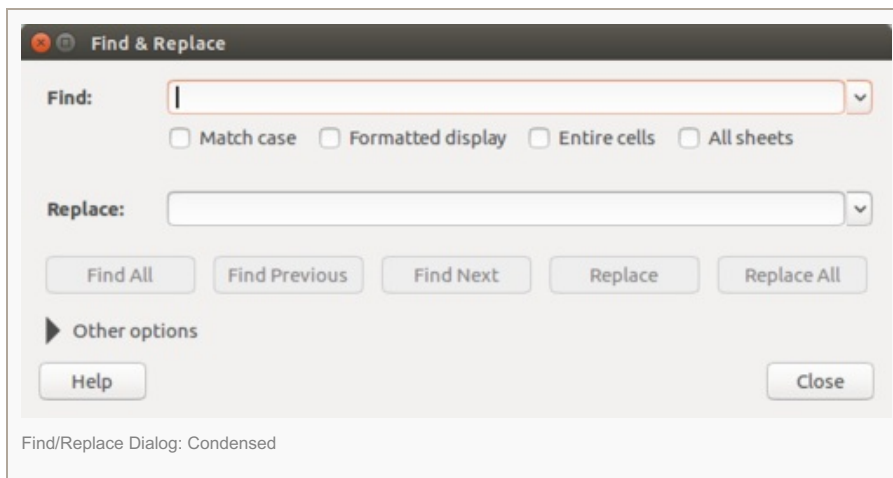 Find & Replace
Find:
Match case Formatted display Entire cells All sheets
Replace:
Find All Find Previous Find Next Replace Replace All
Other options
Help Close
Find/Replace Dialog: Condensed